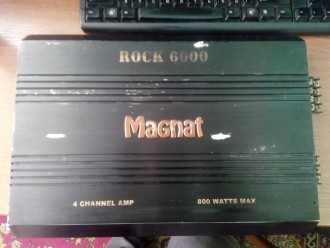 ROCK 6000
Magnat
4 CHANNEL AMP
800 WATTS MAX